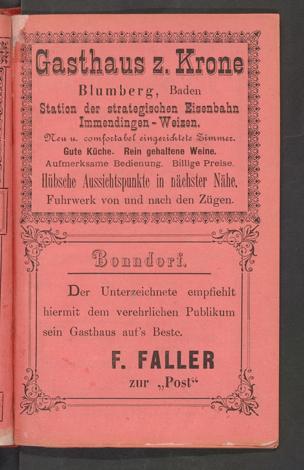 Gasthaus z. Krone
Blumberg, Baden
Station der strategischen Eisenbahn
Immendingen-Weizen.
Neu u. comfortabel eingerichtete Zimmer.
Gute Küche. Rein gehaltene Weine.
Aufmerksame Bedienung. Billige Preise.
Hübsche Aussichtspunkte in nächster Nähe.
Fuhrwerk von und nach den Zügen.
Bonndorf.
Der Unterzeichnete empfiehlt
hiermit dem verehrlichen Publikum
sein Gasthaus auf's Beste.
F. FALLER
zur „Post“